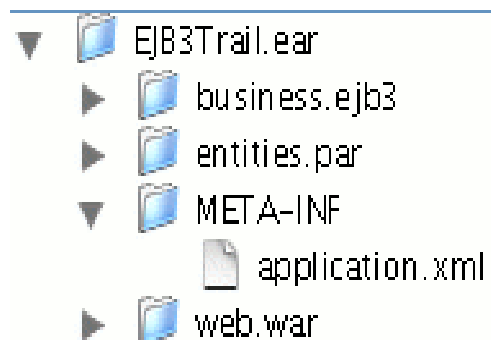 EJB3Trail.ear
business.ejb3
entities.par
META-INF
application.xml
web.war